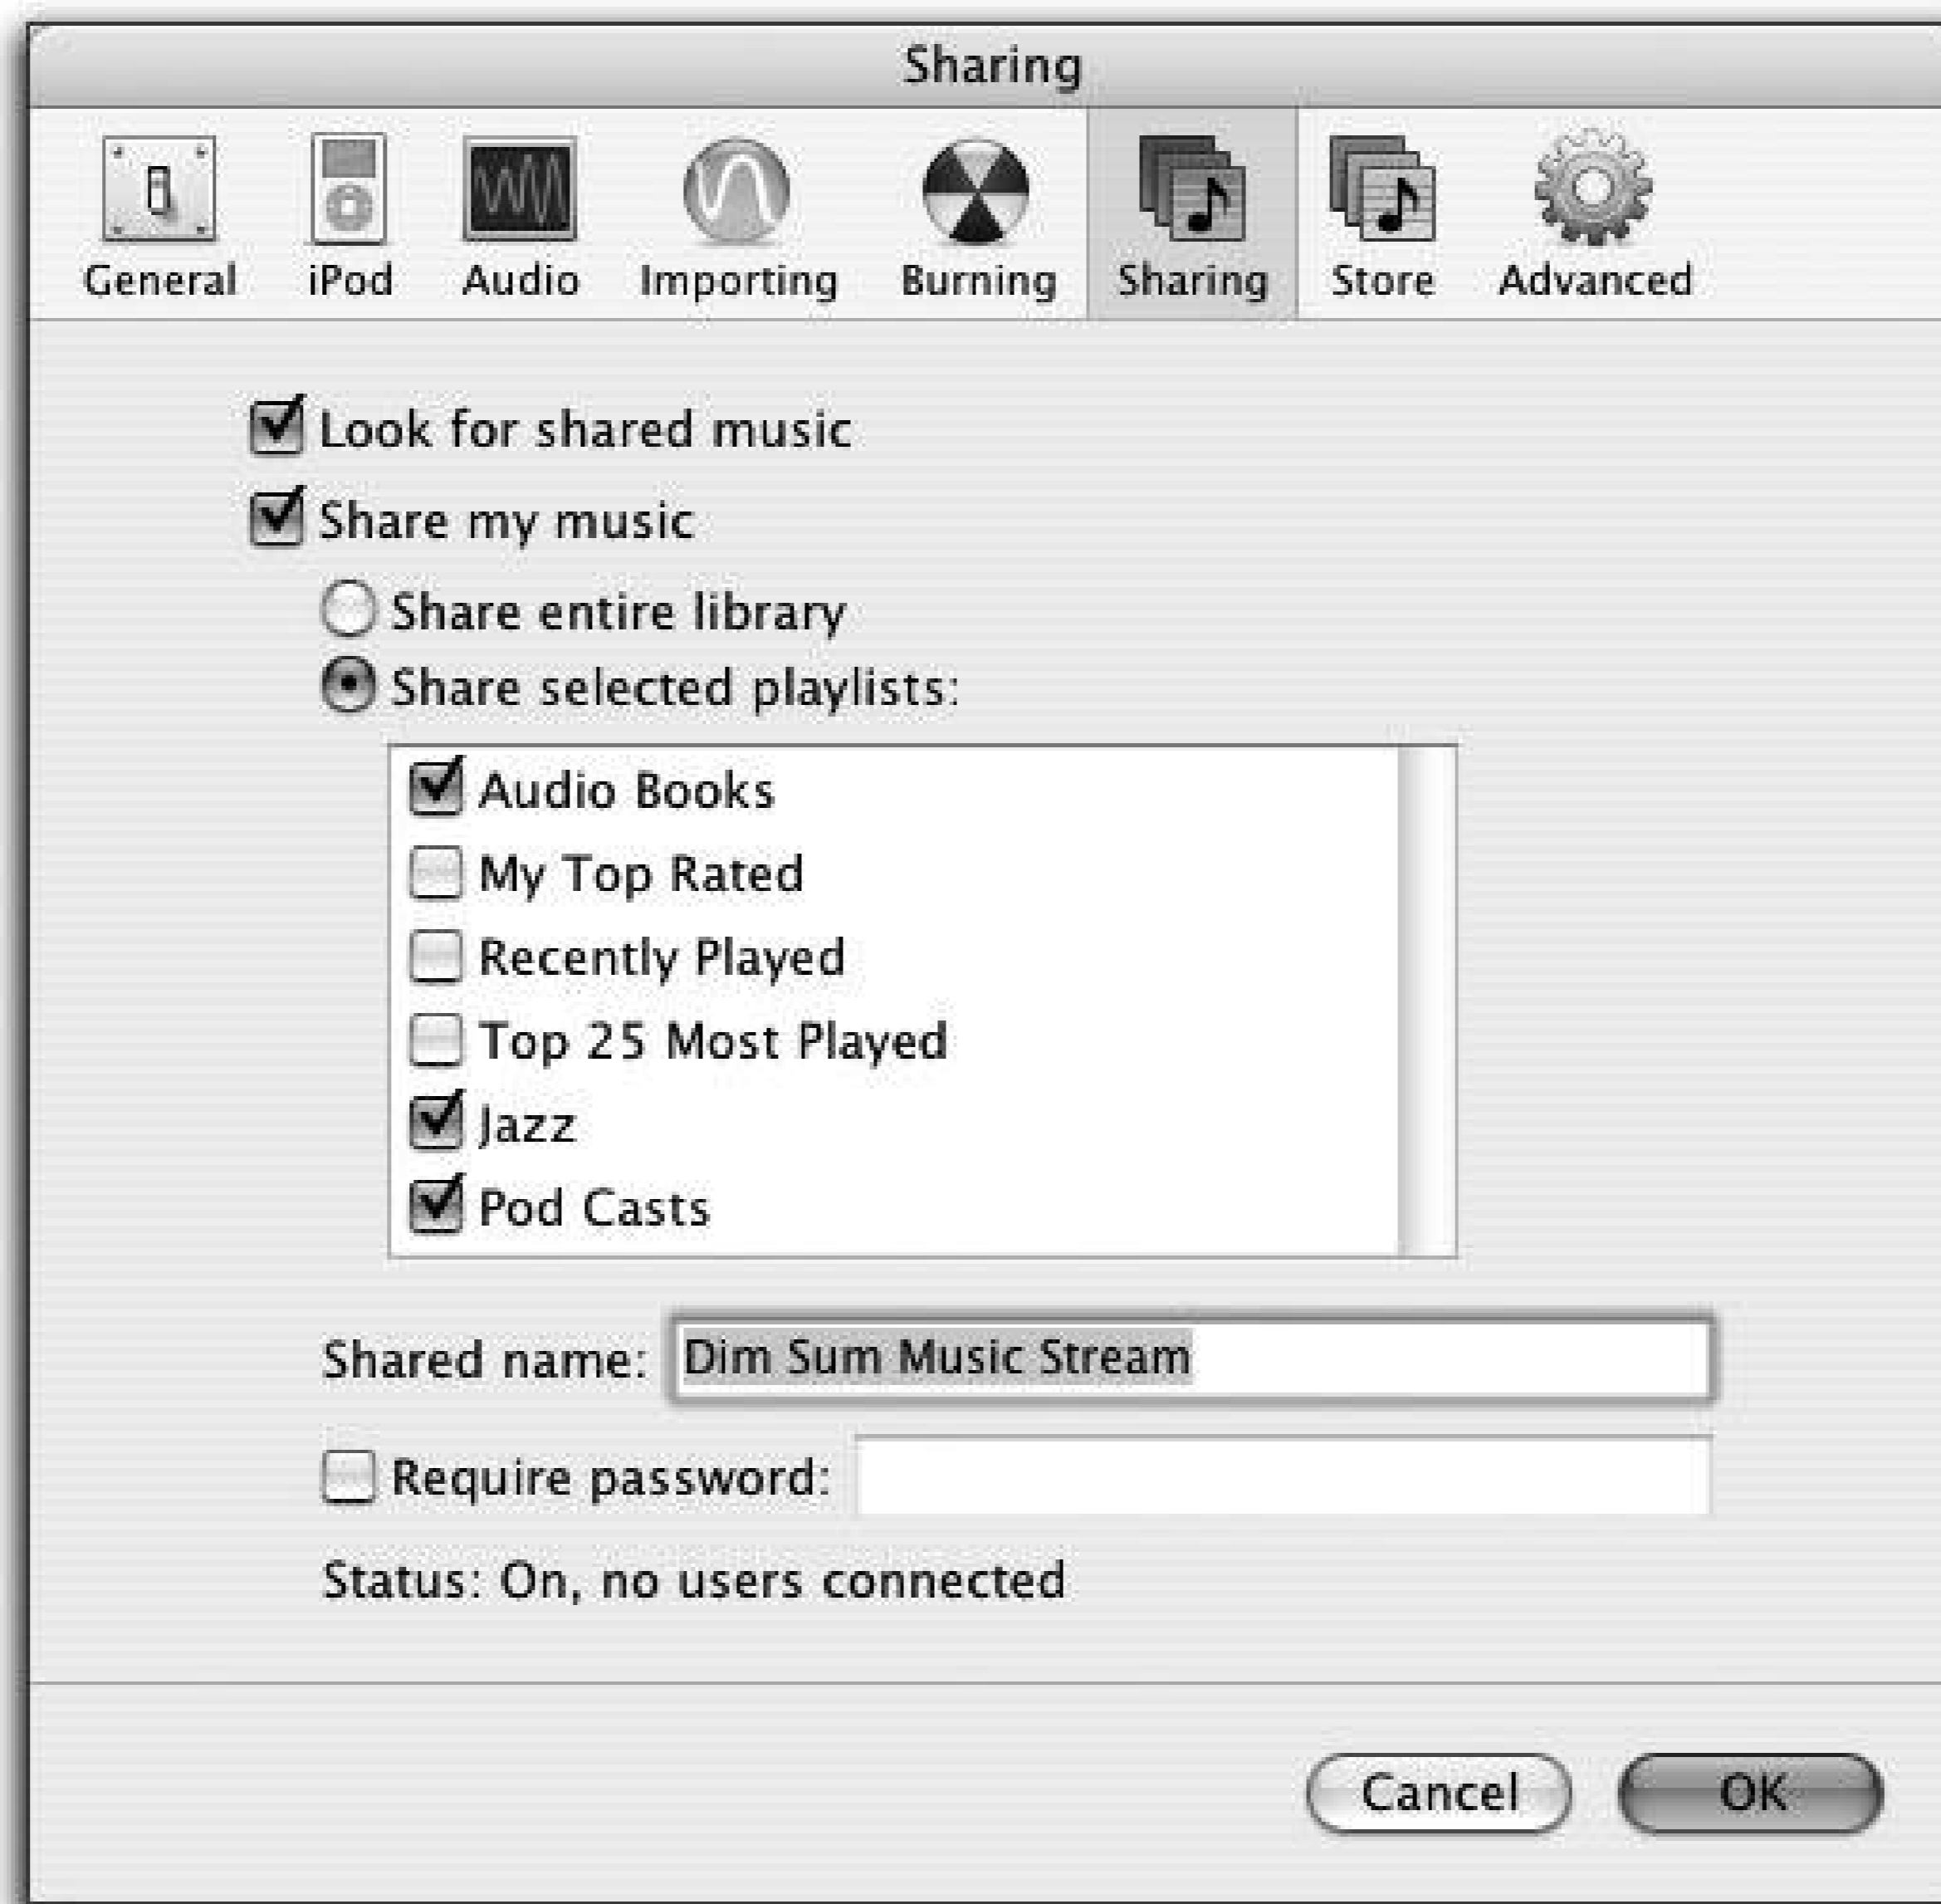 Sharing
General iPod Audio Importing Burning Sharing Store Advanced
Look for shared music
Share my music
Share entire library
Share selected playlists:
Audio Books
My Top Rated
Recently Played
Top 25 Most Played
Jazz
Pod Casts
Shared name: Dim Sum Music Stream
Require password:
Status: On, no users connected
Cancel OK